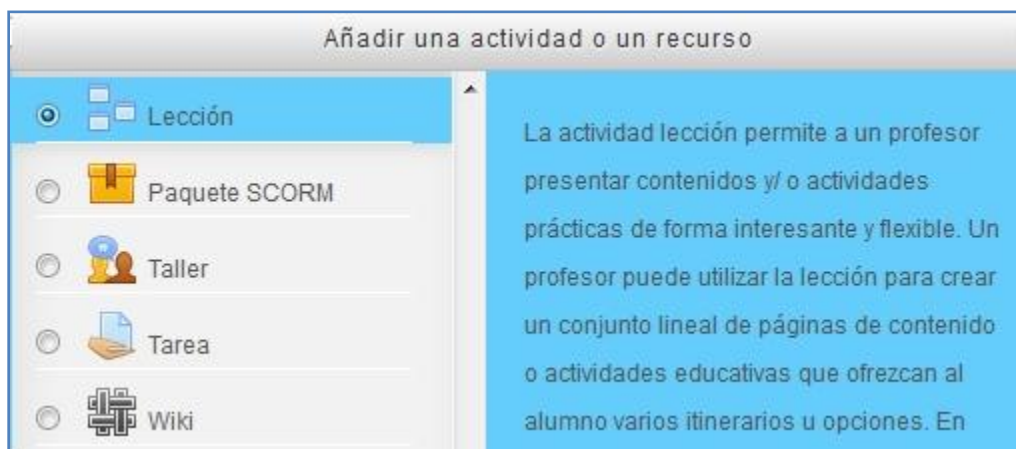 Añadir una actividad o un recurso
Lección
Paquete SCORM
Taller
Tarea
Wiki
La actividad lección permite a un profesor
presentar contenidos y/ o actividades
prácticas de forma interesante y flexible. Un
profesor puede utilizar la lección para crear
un conjunto lineal de páginas de contenido
o actividades educativas que ofrezcan al
alumno varios itinerarios u opciones. En